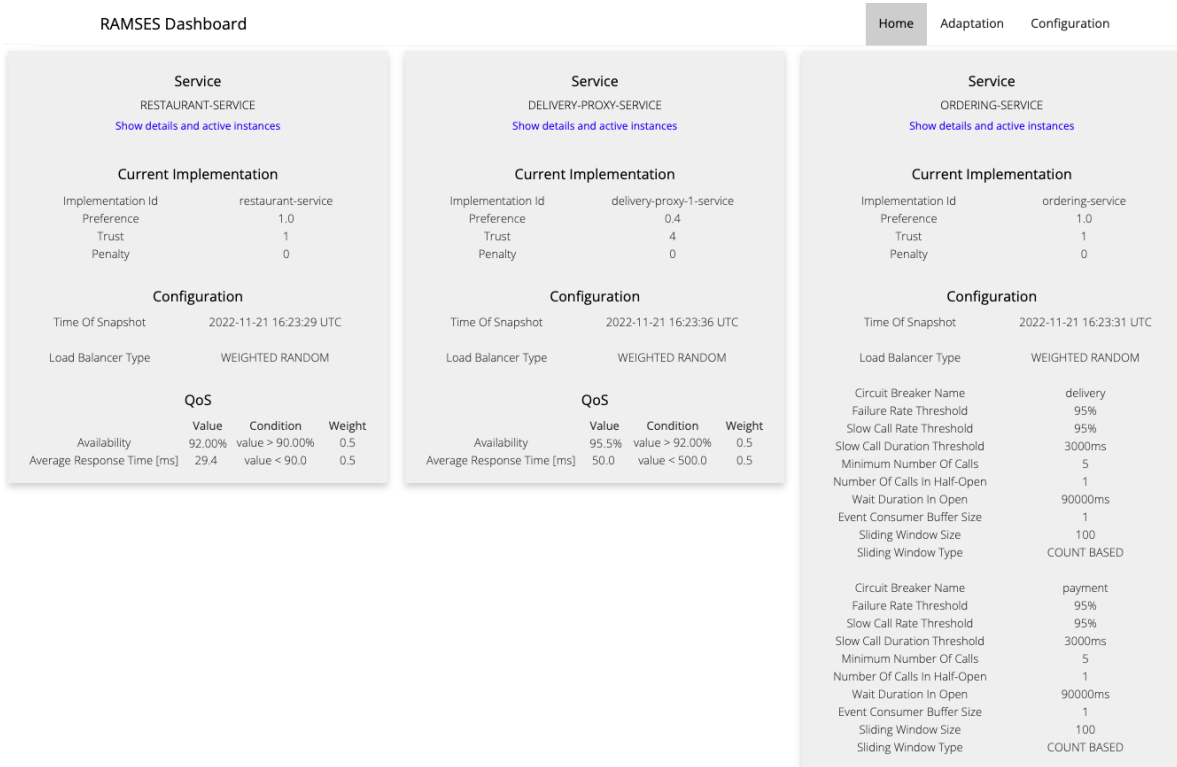 RAMSES Dashboard
Home Adaptation Configuration
Service
RESTAURANT-SERVICE
Show details and active instances
Current Implementation
Implementation Id restaurant-service
Preference 1.0
Trust 1
Penalty 0
Configuration
Time Of Snapshot 2022-11-21 16:23:29 UTC
Load Balancer Type WEIGHTED RANDOM
QoS
Value Condition Weight
Availability 92.00% value > 90.00% 0.5
Average Response Time [ms] 29.4 value < 90.0 0.5
Service
DELIVERY-PROXY-SERVICE
Show details and active instances
Current Implementation
Implementation Id delivery-proxy-1-service
Preference 0.4
Trust 4
Penalty 0
Configuration
Time Of Snapshot 2022-11-21 16:23:36 UTC
Load Balancer Type WEIGHTED RANDOM
QoS
Value Condition Weight
Availability 95.5% value > 92.00% 0.5
Average Response Time [ms] 50.0 value < 500.0 0.5
Service
ORDERING-SERVICE
Show details and active instances
Current Implementation
Implementation Id ordering-service
Preference 1.0
Trust 1
Penalty 0
Configuration
Time Of Snapshot 2022-11-21 16:23:31 UTC
Load Balancer Type WEIGHTED RANDOM
Circuit Breaker Name delivery
Failure Rate Threshold 95%
Slow Call Rate Threshold 95%
Slow Call Duration Threshold 3000ms
Minimum Number Of Calls 5
Number Of Calls In Half-Open 1
Wait Duration In Open 90000ms
Event Consumer Buffer Size 1
Sliding Window Size 100
Sliding Window Type COUNT BASED
Circuit Breaker Name payment
Failure Rate Threshold 95%
Slow Call Rate Threshold 95%
Slow Call Duration Threshold 3000ms
Minimum Number Of Calls 5
Number Of Calls In Half-Open 1
Wait Duration In Open 90000ms
Event Consumer Buffer Size 1
Sliding Window Size 100
Sliding Window Type COUNT BASED